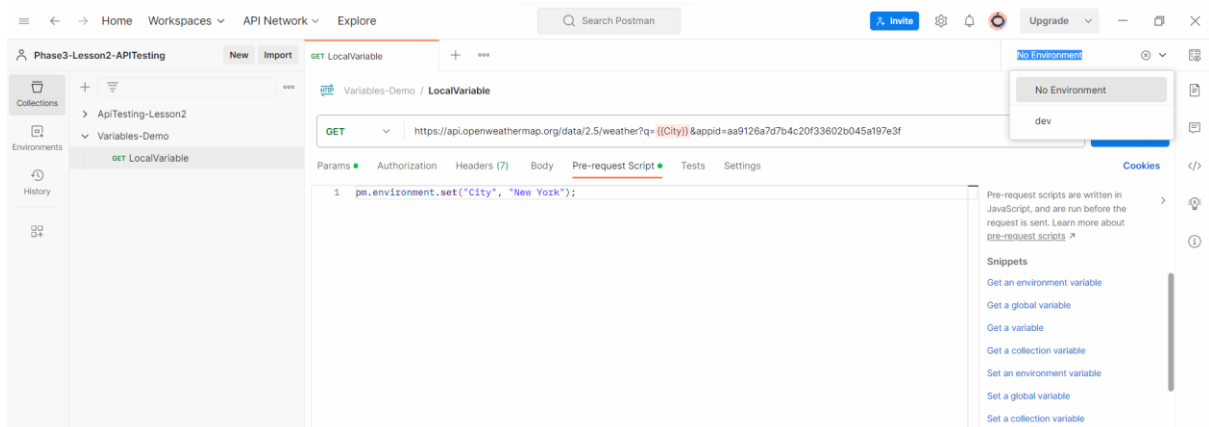 Home Workspaces API Network Explore Search Postman Invite Upgrade
Phase3-Lesson2-APITesting New Import GET LocalVariable No Environment
Collections
Environments
History
ApiTesting-Lesson2
Variables-Demo
GET LocalVariable
HTTP Variables-Demo / LocalVariable
No Environment
dev
GET https://api.openweathermap.org/data/2.5/weather?q={{City}}&appid=aa9126a7d7b4c20f33602b045a197e3f
Params Authorization Headers (7) Body Pre-request Script Tests Settings Cookies
1 pm.environment.set("City", "New York");
Pre-request scripts are written in
JavaScript, and are run before the
request is sent. Learn more about
pre-request scripts
Snippets
Get an environment variable
Get a global variable
Get a variable
Get a collection variable
Set an environment variable
Set a global variable
Set a collection variable